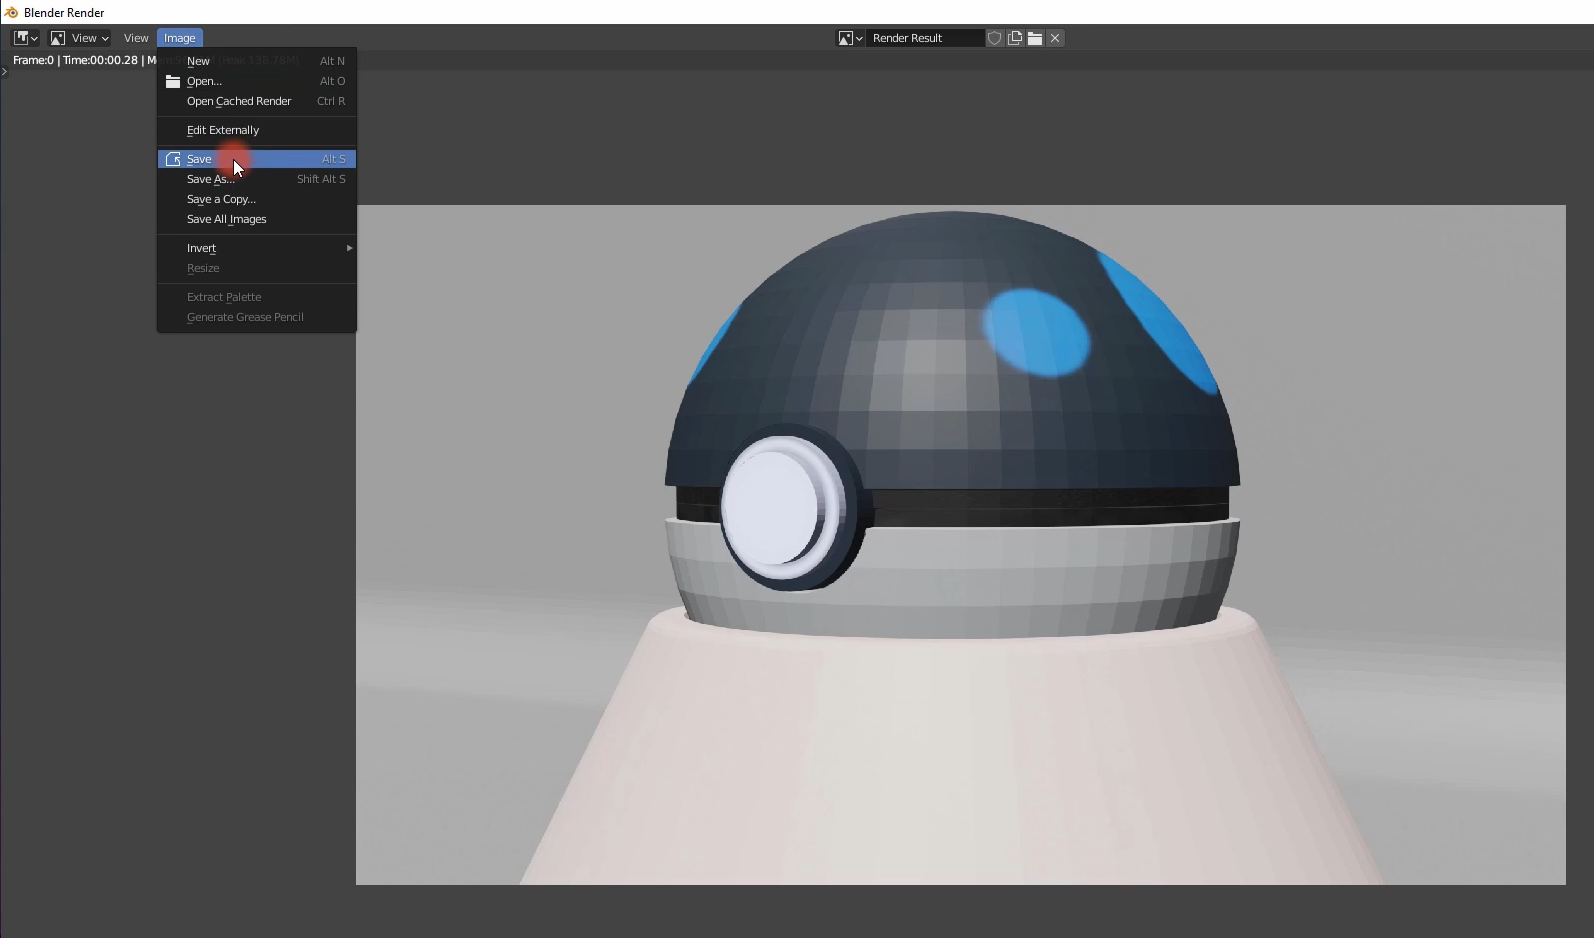 Blender Render
View View Image Render Result
Frame:0 | Time:00:00.28 | M
New Alt N
Open... Alt O
Open Cached Render Ctrl R
Edit Externally
Save Alt S
Save As... Shift Alt S
Save a Copy...
Save All Images
Invert
Resize
Extract Palette
Generate Grease Pencil